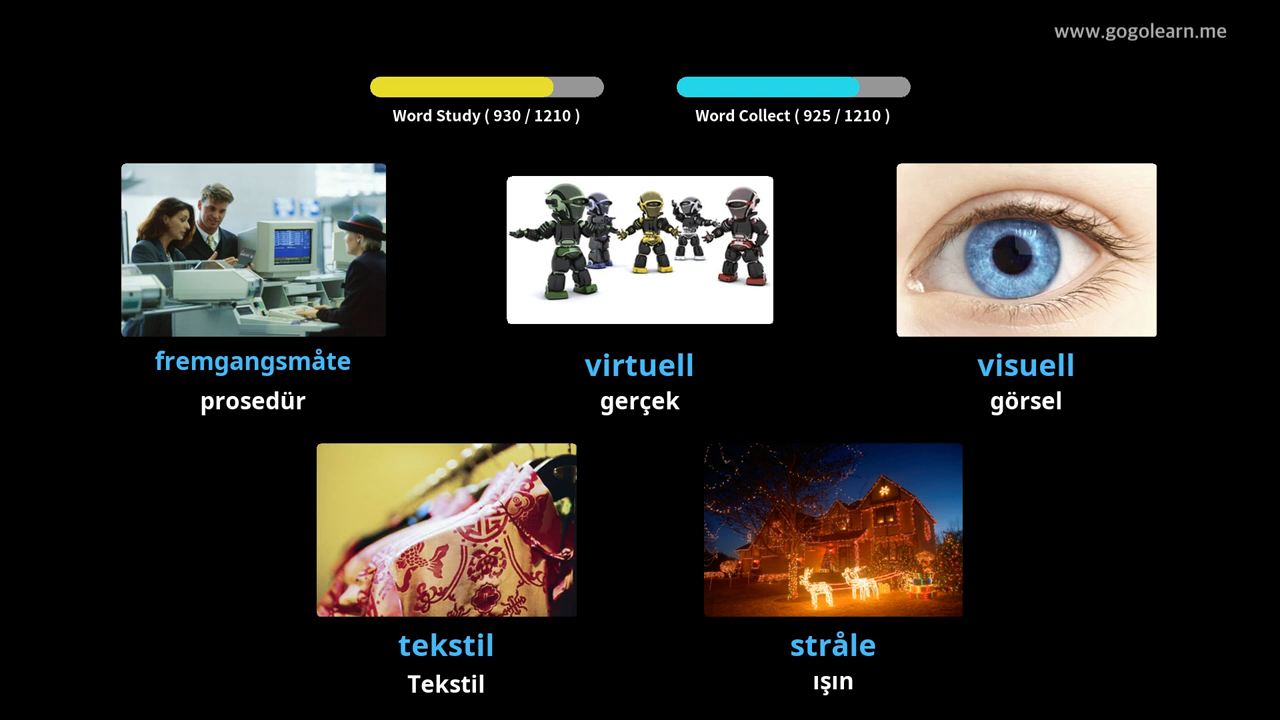 www.gogolearn.me
Word Study ( 930 / 1210 )
Word Collect ( 925 / 1210 )
fremgangsmåte
prosedür
virtuell
gerçek
visuell
görsel
tekstil
Tekstil
stråle
ışın